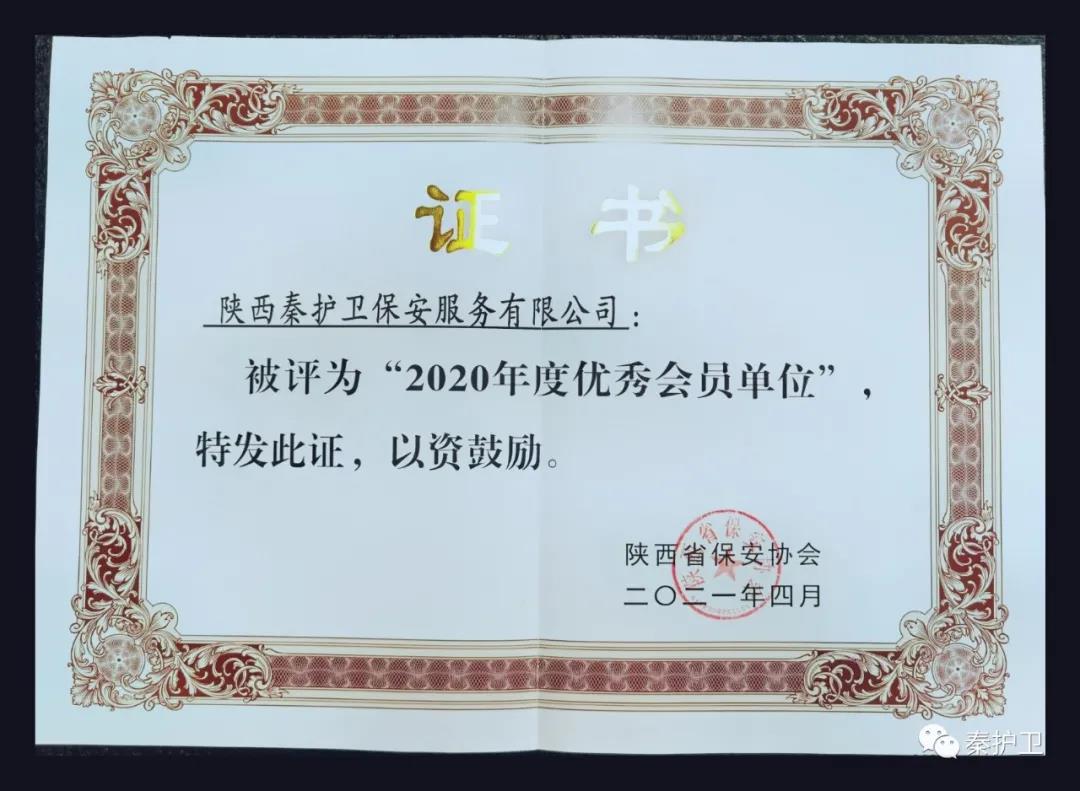 证书
陕西秦护卫保安服务有限公司：
被评为“2020年度优秀会员单位”，
特发此证，以资鼓励。
陕西省保安协会
二〇二一年四月
秦护卫